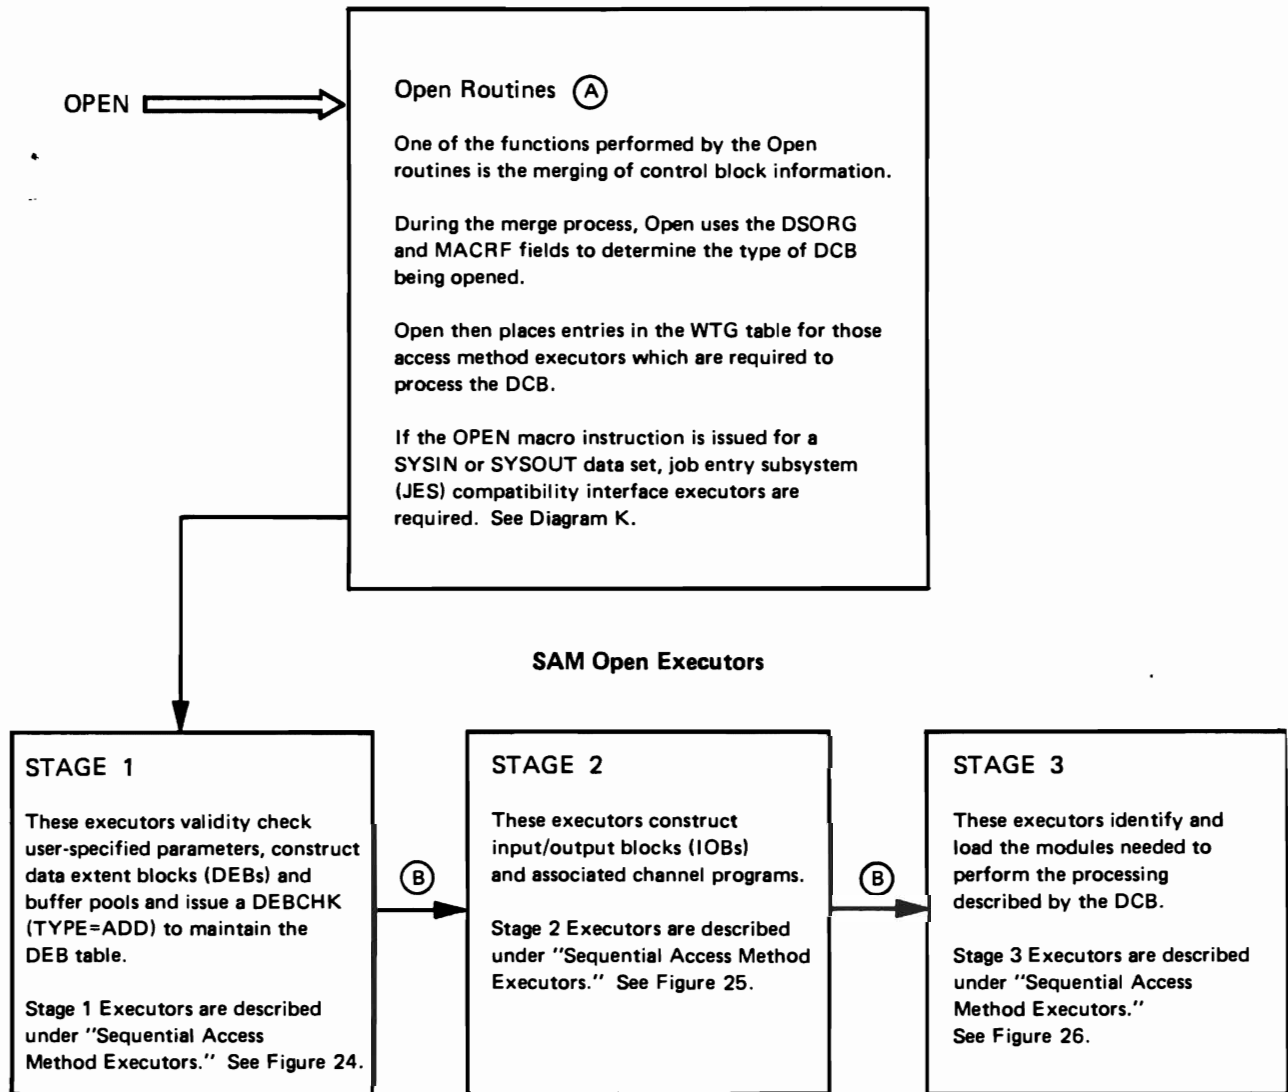 OPEN
Open Routines A
One of the functions performed by the Open
routines is the merging of control block information.
During the merge process, Open uses the DSORG
and MACRF fields to determine the type of DCB
being opened.
Open then places entries in the WTG table for those
access method executors which are required to
process the DCB.
If the OPEN macro instruction is issued for a
SYSIN or SYSOUT data set, job entry subsystem
(JES) compatibility interface executors are
required. See Diagram K.
SAM Open Executors
STAGE 1
These executors validity check
user-specified parameters, construct
data extent blocks (DEBs) and
buffer pools and issue a DEBCHK
(TYPE=ADD) to maintain the
DEB table.
Stage 1 Executors are described
under "Sequential Access
Method Executors." See Figure 24.
B
STAGE 2
These executors construct
input/output blocks (IOBs)
and associated channel programs.
Stage 2 Executors are described
under "Sequential Access Method
Executors." See Figure 25.
B
STAGE 3
These executors identify and
load the modules needed to
perform the processing
described by the DCB.
Stage 3 Executors are described
under "Sequential Access
Method Executors."
See Figure 26.